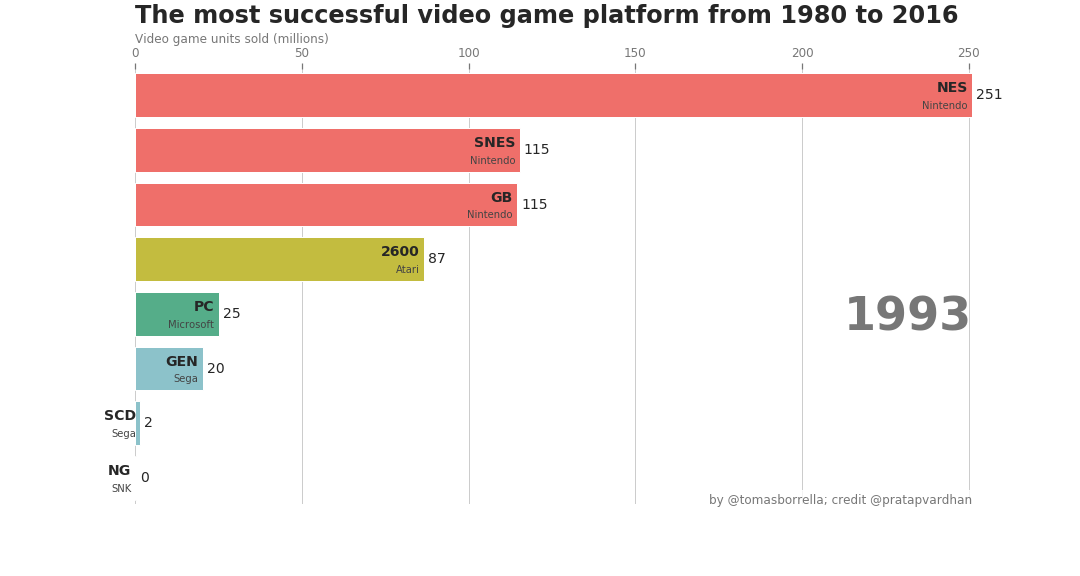 The most successful video game platform from 1980 to 2016
Video game units sold (millions)
0 50 100 150 200 250
NES 251
Nintendo
SNES 115
Nintendo
GB 115
Nintendo
2600 87
Atari
PC 25
Microsoft
1993
GEN 20
Sega
SCD 2
Sega
NG 0
SNK
by @tomasborrella; credit @pratapvardhan